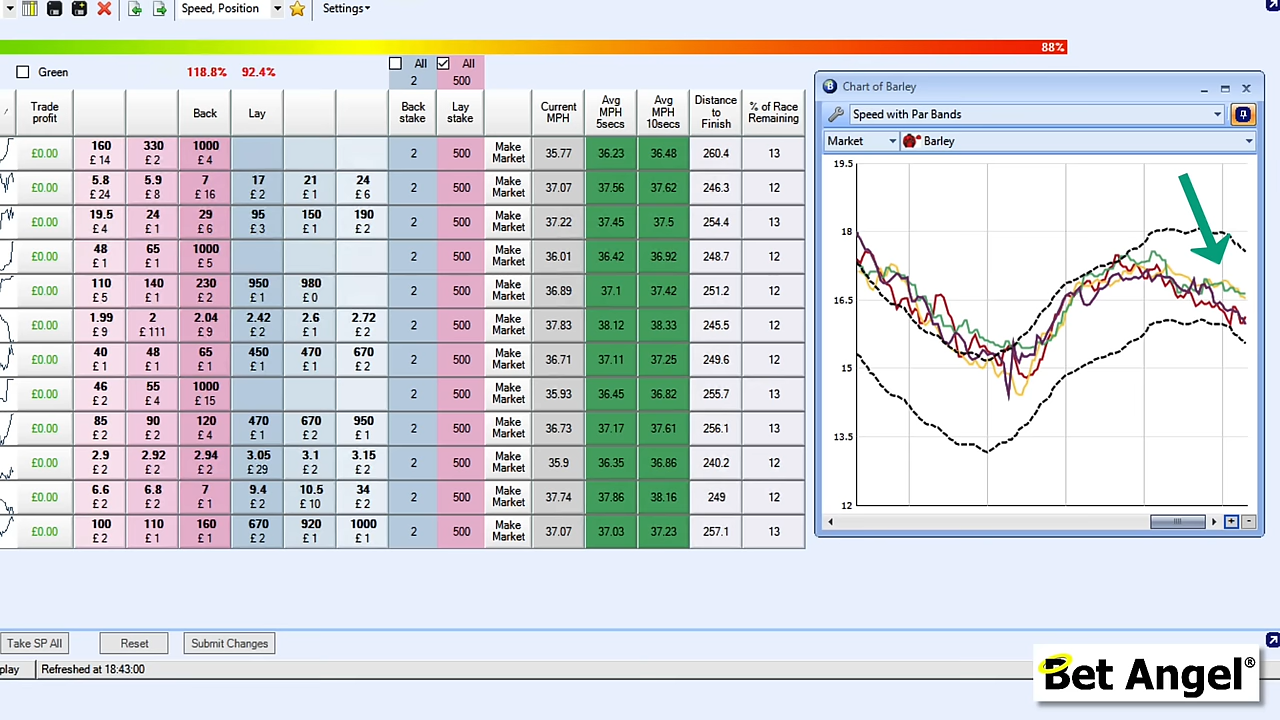 Speed, Position Settings
88%
Green 118.8% 92.4% All All
2 500
Trade profit Back Lay Back stake Lay stake Current MPH Avg MPH 5secs Avg MPH 10secs Distance to Finish % of Race Remaining
£0.00 160 330 1000 2 500 Make Market 35.77 36.23 36.48 260.4 13
£ 14 £ 2 £ 4
£0.00 5.8 5.9 7 17 21 24 2 500 Make Market 37.07 37.56 37.62 246.3 12
£ 24 £ 8 £ 16 £ 2 £ 1 £ 6
£0.00 19.5 24 29 95 150 190 2 500 Make Market 37.22 37.45 37.5 254.4 13
£ 4 £ 1 £ 6 £ 3 £ 1 £ 2
£0.00 48 65 1000 2 500 Make Market 36.01 36.42 36.92 248.7 12
£ 1 £ 1 £ 5
£0.00 110 140 230 950 980 2 500 Make Market 36.89 37.1 37.42 251.2 13
£ 5 £ 1 £ 2 £ 1 £ 0
£0.00 1.99 2 2.04 2.42 2.6 2.72 2 500 Make Market 37.83 38.12 38.33 245.5 12
£ 9 £ 111 £ 9 £ 2 £ 1 £ 2
£0.00 40 48 65 450 470 670 2 500 Make Market 36.71 37.11 37.25 249.6 12
£ 1 £ 1 £ 1 £ 1 £ 1 £ 2
£0.00 46 55 1000 2 500 Make Market 35.93 36.45 36.82 255.7 13
£ 2 £ 4 £ 15
£0.00 85 90 120 470 670 950 2 500 Make Market 36.73 37.17 37.61 256.1 13
£ 2 £ 2 £ 4 £ 1 £ 2 £ 1
£0.00 2.9 2.92 2.94 3.05 3.1 3.15 2 500 Make Market 35.9 36.35 36.86 240.2 12
£ 2 £ 2 £ 2 £ 29 £ 2 £ 2
£0.00 6.6 6.8 7 9.4 10.5 34 2 500 Make Market 37.74 37.86 38.16 249 12
£ 2 £ 2 £ 1 £ 2 £ 10 £ 2
£0.00 100 110 160 670 920 1000 2 500 Make Market 37.07 37.03 37.23 257.1 13
£ 2 £ 1 £ 1 £ 2 £ 1 £ 1
Chart of Barley
Speed with Par Bands
Market Barley
19.5
18
16.5
15
13.5
12
Take SP All Reset Submit Changes
play Refreshed at 18:43:00
Bet Angel®